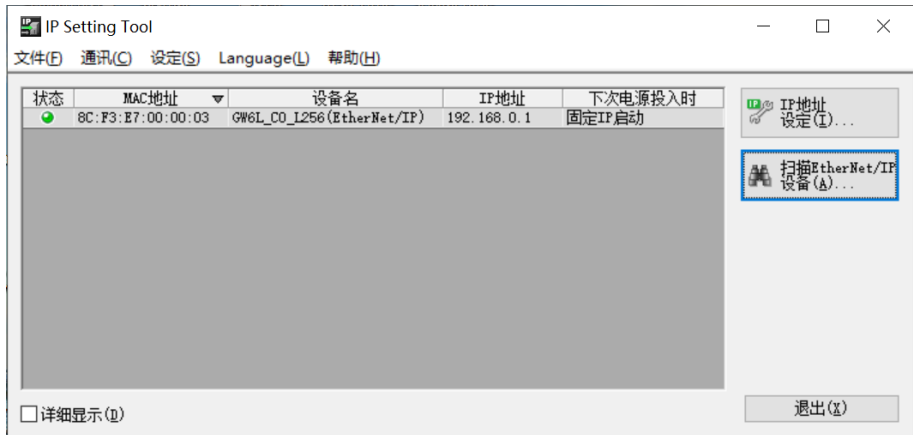 IP Setting Tool
文件(F) 通讯(C) 设定(S) Language(L) 帮助(H)
状态 MAC地址 设备名 IP地址 下次电源投入时
8C:F3:E7:00:00:03 GW6L_CO_L256(EtherNet/IP) 192.168.0.1 固定IP启动
IP地址
设定(I)...
扫描EtherNet/IP
设备(A)...
详细显示(D)
退出(X)